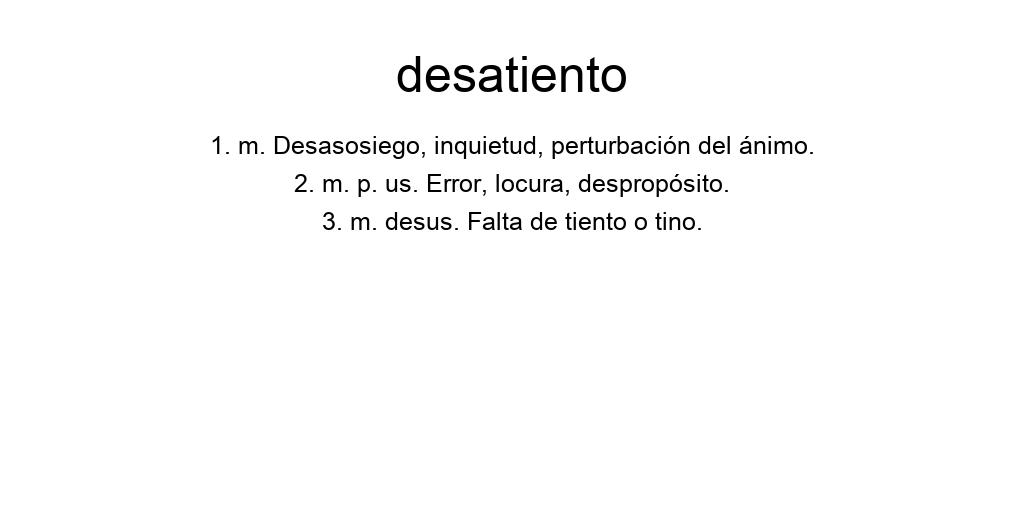 desatiento
1. m. Desasosiego, inquietud, perturbación del ánimo.
2. m. p. us. Error, locura, despropósito.
3. m. desus. Falta de tiento o tino.